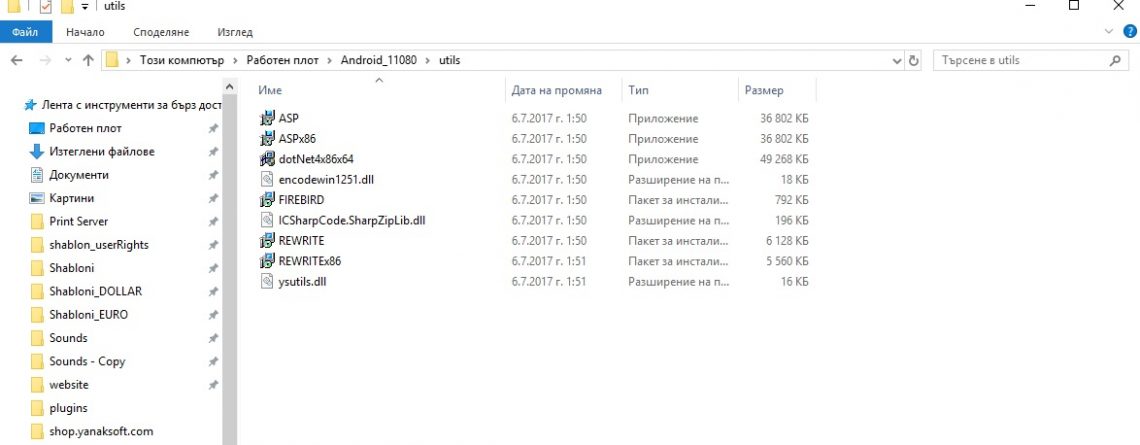 utils
Файл Начало Споделяне Изглед
Този компютър Работен плот Android_11080 utils Търсене в utils
Име Дата на промяна Тип Размер
Лента с инструменти за бърз дост
Работен плот
Изтеглени файлове
Документи
Картини
Print Server
shablon_userRights
Shabloni
Shabloni_DOLLAR
Shabloni_EURO
Sounds
Sounds - Copy
website
plugins
shop.yanaksoft.com
ASP 6.7.2017 г. 1:50 Приложение 36 802 КБ
ASPx86 6.7.2017 г. 1:50 Приложение 36 802 КБ
dotNet4x86x64 6.7.2017 г. 1:50 Приложение 49 268 КБ
encodewin1251.dll 6.7.2017 г. 1:50 Разширение на п... 18 КБ
FIREBIRD 6.7.2017 г. 1:50 Пакет за инстали... 792 КБ
ICSharpCode.SharpZipLib.dll 6.7.2017 г. 1:50 Разширение на п... 196 КБ
REWRITE 6.7.2017 г. 1:50 Пакет за инстали... 6 128 КБ
REWRITEx86 6.7.2017 г. 1:51 Пакет за инстали... 5 560 КБ
ysutils.dll 6.7.2017 г. 1:51 Разширение на п... 16 КБ